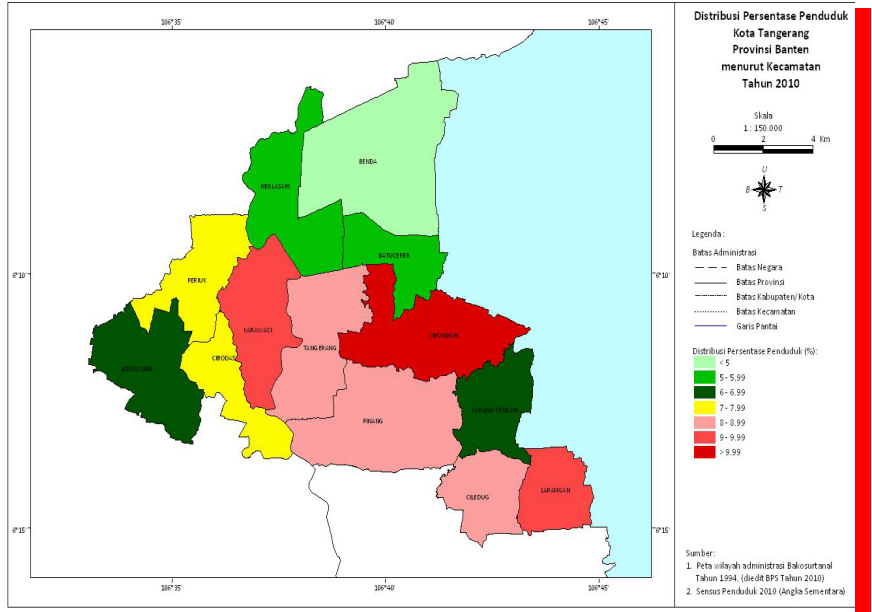 Distribusi Persentase Penduduk
Kota Tangerang
Provinsi Banten
menurut Kecamatan
Tahun 2010
Skala
1 : 150.000
0 2 4 Km
U
B T
S
Legenda :
Batas Administrasi
Batas Negara
Batas Provinsi
Batas Kabupaten/Kota
Batas Kecamatan
Garis Pantai
Distribusi Persentase Penduduk (%):
< 5
5 - 5.99
6 - 6.99
7 - 7.99
8 - 8.99
9 - 9.99
> 9.99
Sumber:
1. Peta wilayah administrasi Bakosurtanal
Tahun 1994, (diedit BPS Tahun 2010)
2. Sensus Penduduk 2010 (Angka Sementara)
106°35 106°40 106°45
BENDA
NEGLASARI
BATUCEPER
6°10 6°10
PERIUK
KARAWACI
CIPONDOH
TANGERANG
CIBODAS
PINANG
CILEDUG
LARANGAN
6°15 6°15
106°35 106°40 106°45